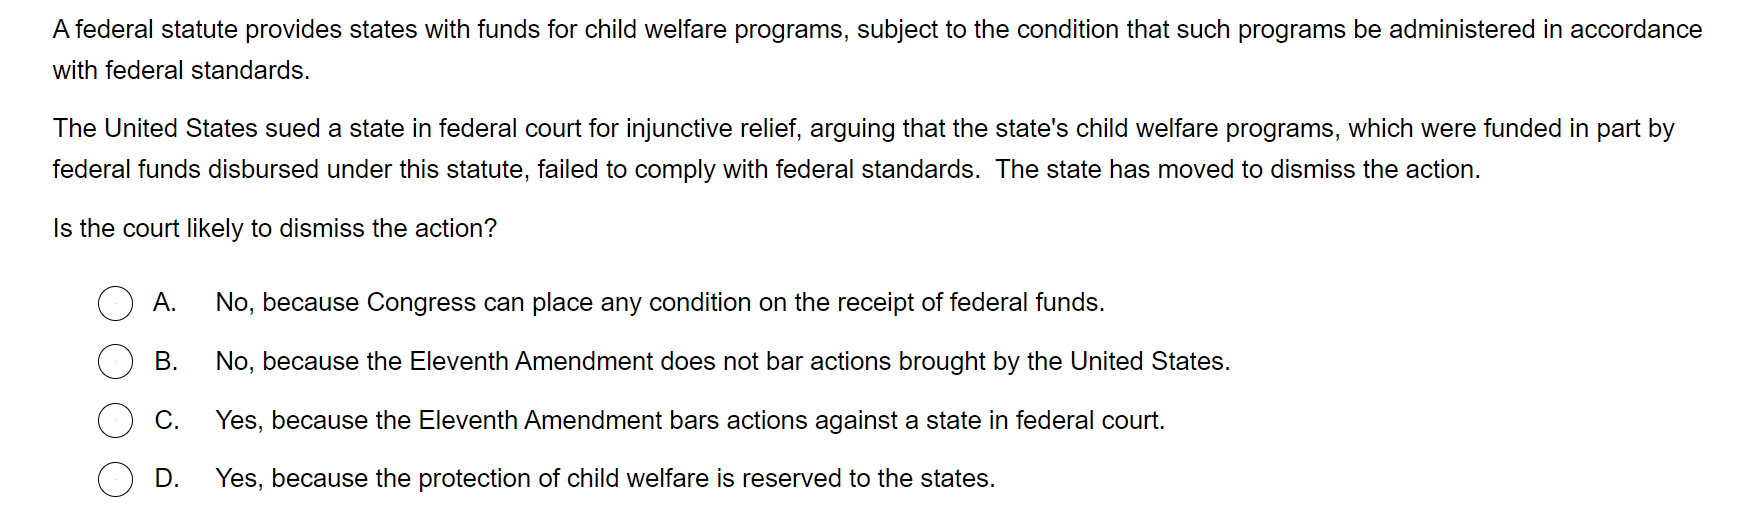 A federal statute provides states with funds for child welfare programs, subject to the condition that such programs be administered in accordance
with federal standards.
The United States sued a state in federal court for injunctive relief, arguing that the state's child welfare programs, which were funded in part by
federal funds disbursed under this statute, failed to comply with federal standards.  The state has moved to dismiss the action.
Is the court likely to dismiss the action?
A. No, because Congress can place any condition on the receipt of federal funds.
B. No, because the Eleventh Amendment does not bar actions brought by the United States.
C. Yes, because the Eleventh Amendment bars actions against a state in federal court.
D. Yes, because the protection of child welfare is reserved to the states.